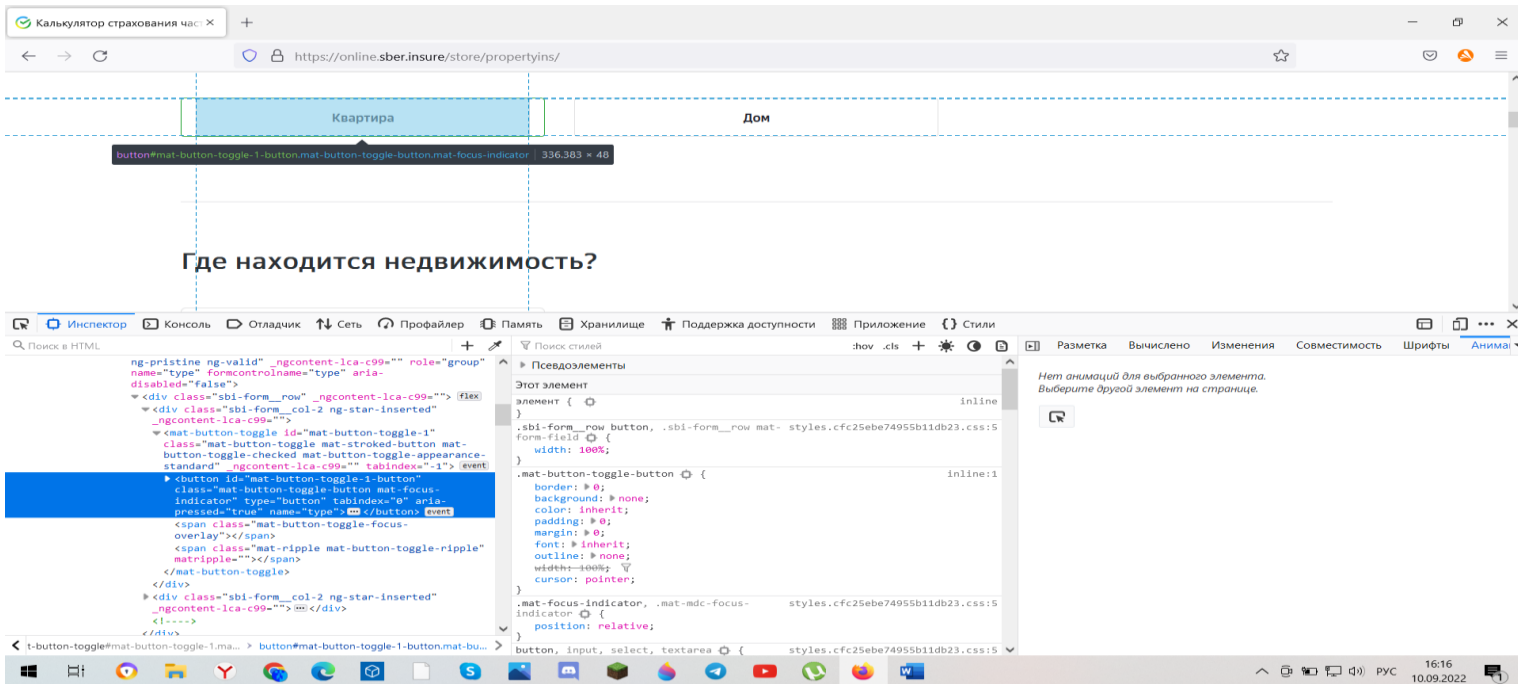 Калькулятор страхования час
https://online.sber.insure/store/propertyins/
Квартира
Дом
button#mat-button-toggle-1-button.mat-button-toggle-button.mat-focus-indicator | 336.383 × 48
Где находится недвижимость?
Инспектор Консоль Отладчик Сеть Профайлер Память Хранилище Поддержка доступности Приложение Стили
Поиск в HTML
ng-pristine ng-valid" _ngcontent-lca-c99="" role="group"
name="type" formcontrolname="type" aria-
disabled="false">
<div class="sbi-form__row" _ngcontent-lca-c99=""> flex
<div class="sbi-form__col-2 ng-star-inserted"
_ngcontent-lca-c99="">
<mat-button-toggle id="mat-button-toggle-1"
class="mat-button-toggle mat-stroked-button mat-
button-toggle-checked mat-button-toggle-appearance-
standard" _ngcontent-lca-c99="" tabindex="-1"> event
<button id="mat-button-toggle-1-button"
class="mat-button-toggle-button mat-focus-
indicator" type="button" tabindex="0" aria-
pressed="true" name="type"> ••• </button> event
<span class="mat-button-toggle-focus-
overlay"></span>
<span class="mat-ripple mat-button-toggle-ripple"
matripple=""></span>
</mat-button-toggle>
</div>
<div class="sbi-form__col-2 ng-star-inserted"
_ngcontent-lca-c99=""> ••• </div>
<!---->
</div>
t-button-toggle#mat-button-toggle-1.ma... > button#mat-button-toggle-1-button.mat-bu...
Поиск стилей :hov .cls
Псевдоэлементы
Этот элемент
элемент { inline
}
.sbi-form__row button, .sbi-form__row mat- styles.cfc25ebe74955b11db23.css:5
form-field {
width: 100%;
}
.mat-button-toggle-button { inline:1
border: 0;
background: none;
color: inherit;
padding: 0;
margin: 0;
font: inherit;
outline: none;
width: 100%;
cursor: pointer;
}
.mat-focus-indicator, .mat-mdc-focus- styles.cfc25ebe74955b11db23.css:5
indicator {
position: relative;
}
button, input, select, textarea { styles.cfc25ebe74955b11db23.css:5
Разметка Вычислено Изменения Совместимость Шрифты Анима
Нет анимаций для выбранного элемента.
Выберите другой элемент на странице.
РУС
16:16
10.09.2022
1